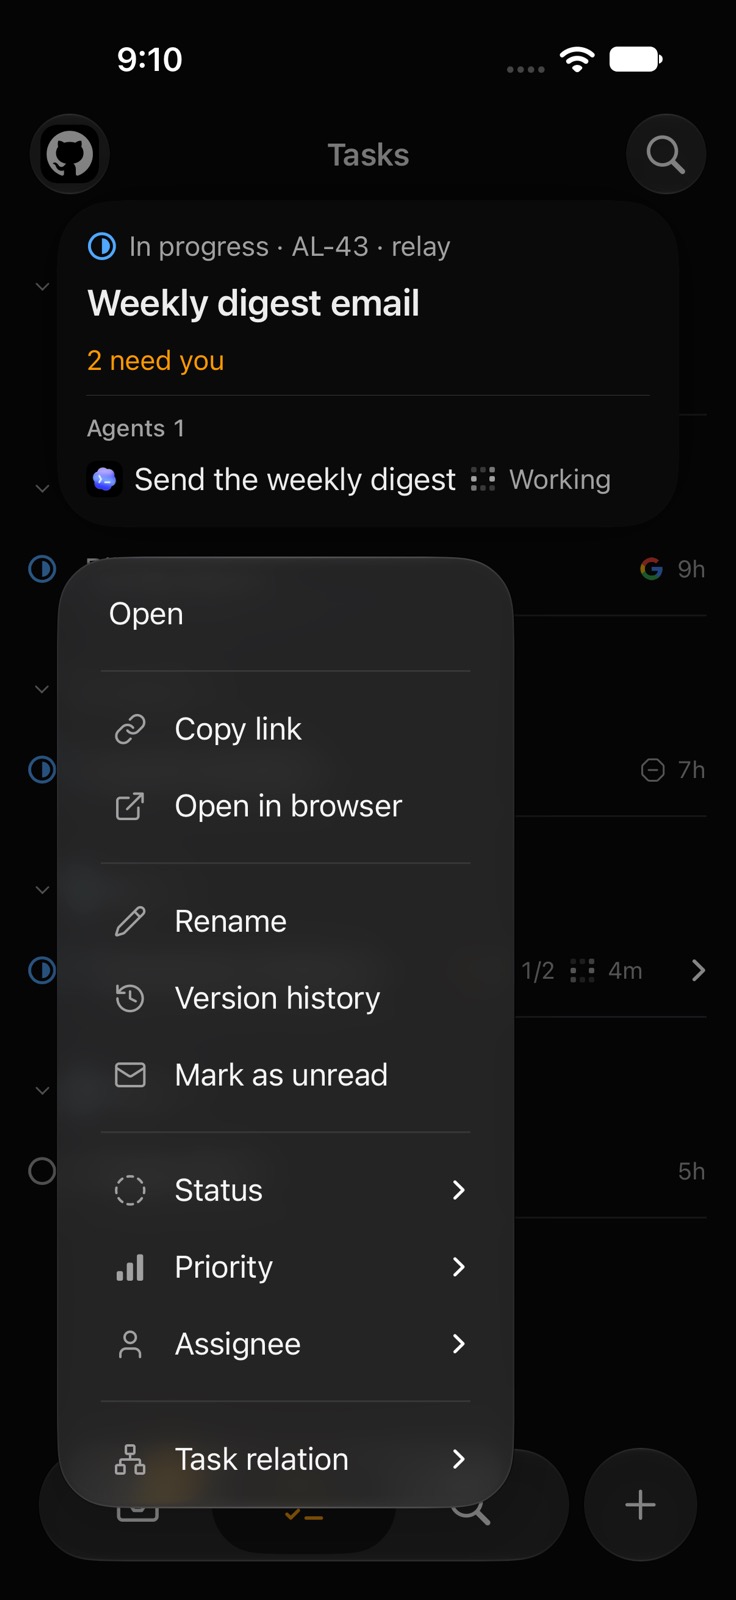 9:10
Tasks
In progress · AL-43 · relay
Weekly digest email
2 need you
Agents 1
Send the weekly digest Working
9h
Open
Copy link
7h
Open in browser
Rename
1/2 4m
Version history
Mark as unread
5h
Status
Priority
Assignee
Task relation